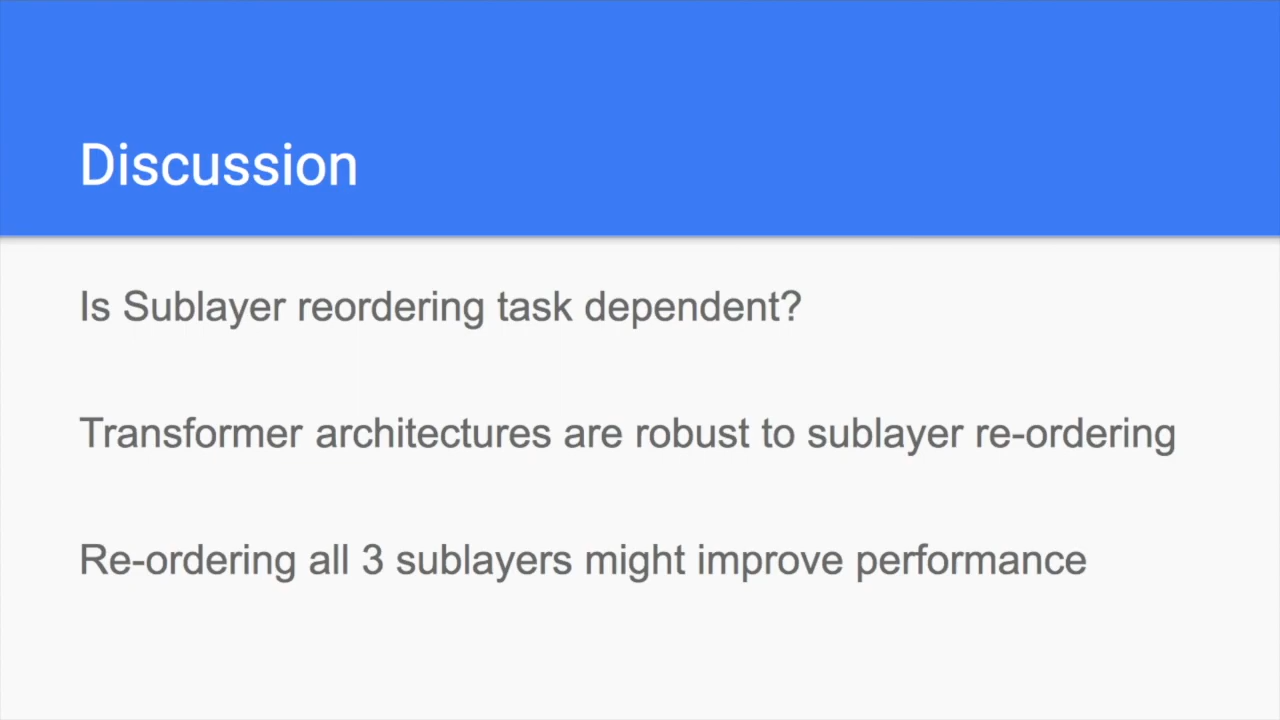 Discussion
Is Sublayer reordering task dependent?
Transformer architectures are robust to sublayer re-ordering
Re-ordering all 3 sublayers might improve performance